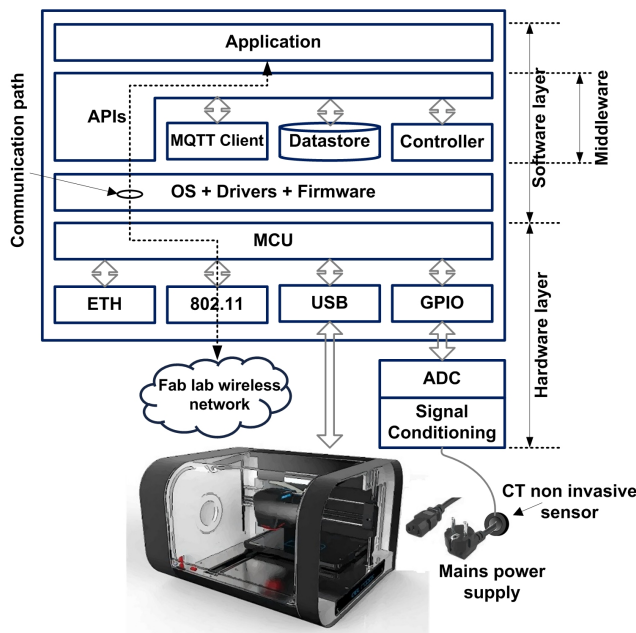 Application
Communication path
APIs
MQTT Client
Datastore
Controller
Software layer
Middleware
OS + Drivers + Firmware
MCU
ETH
802.11
USB
GPIO
Hardware layer
Fab lab wireless
network
ADC
Signal
Conditioning
CT non invasive
sensor
Mains power
supply